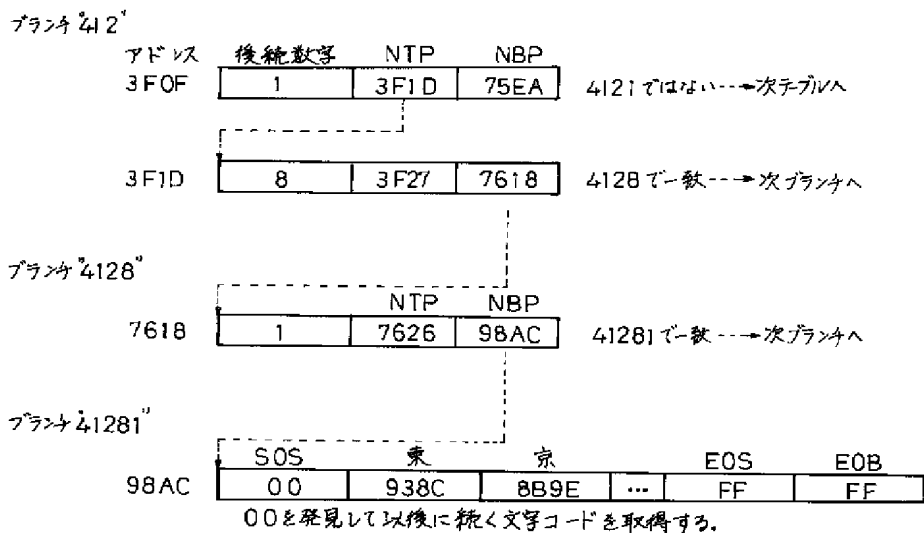 ブランチ"412"
アドレス 後続数字 NTP NBP
3F0F 1 3F1D 75EA 4121ではない---→次テーブルへ
3F1D 8 3F27 7618 4128で一致---→次ブランチへ
ブランチ"4128"
NTP NBP
7618 1 7626 98AC 41281で一致---→次ブランチへ
ブランチ"41281"
SOS 東 京 EOS EOB
98AC 00 938C 8B9E … FF FF
00を発見して以後に続く文字コードを取得する.